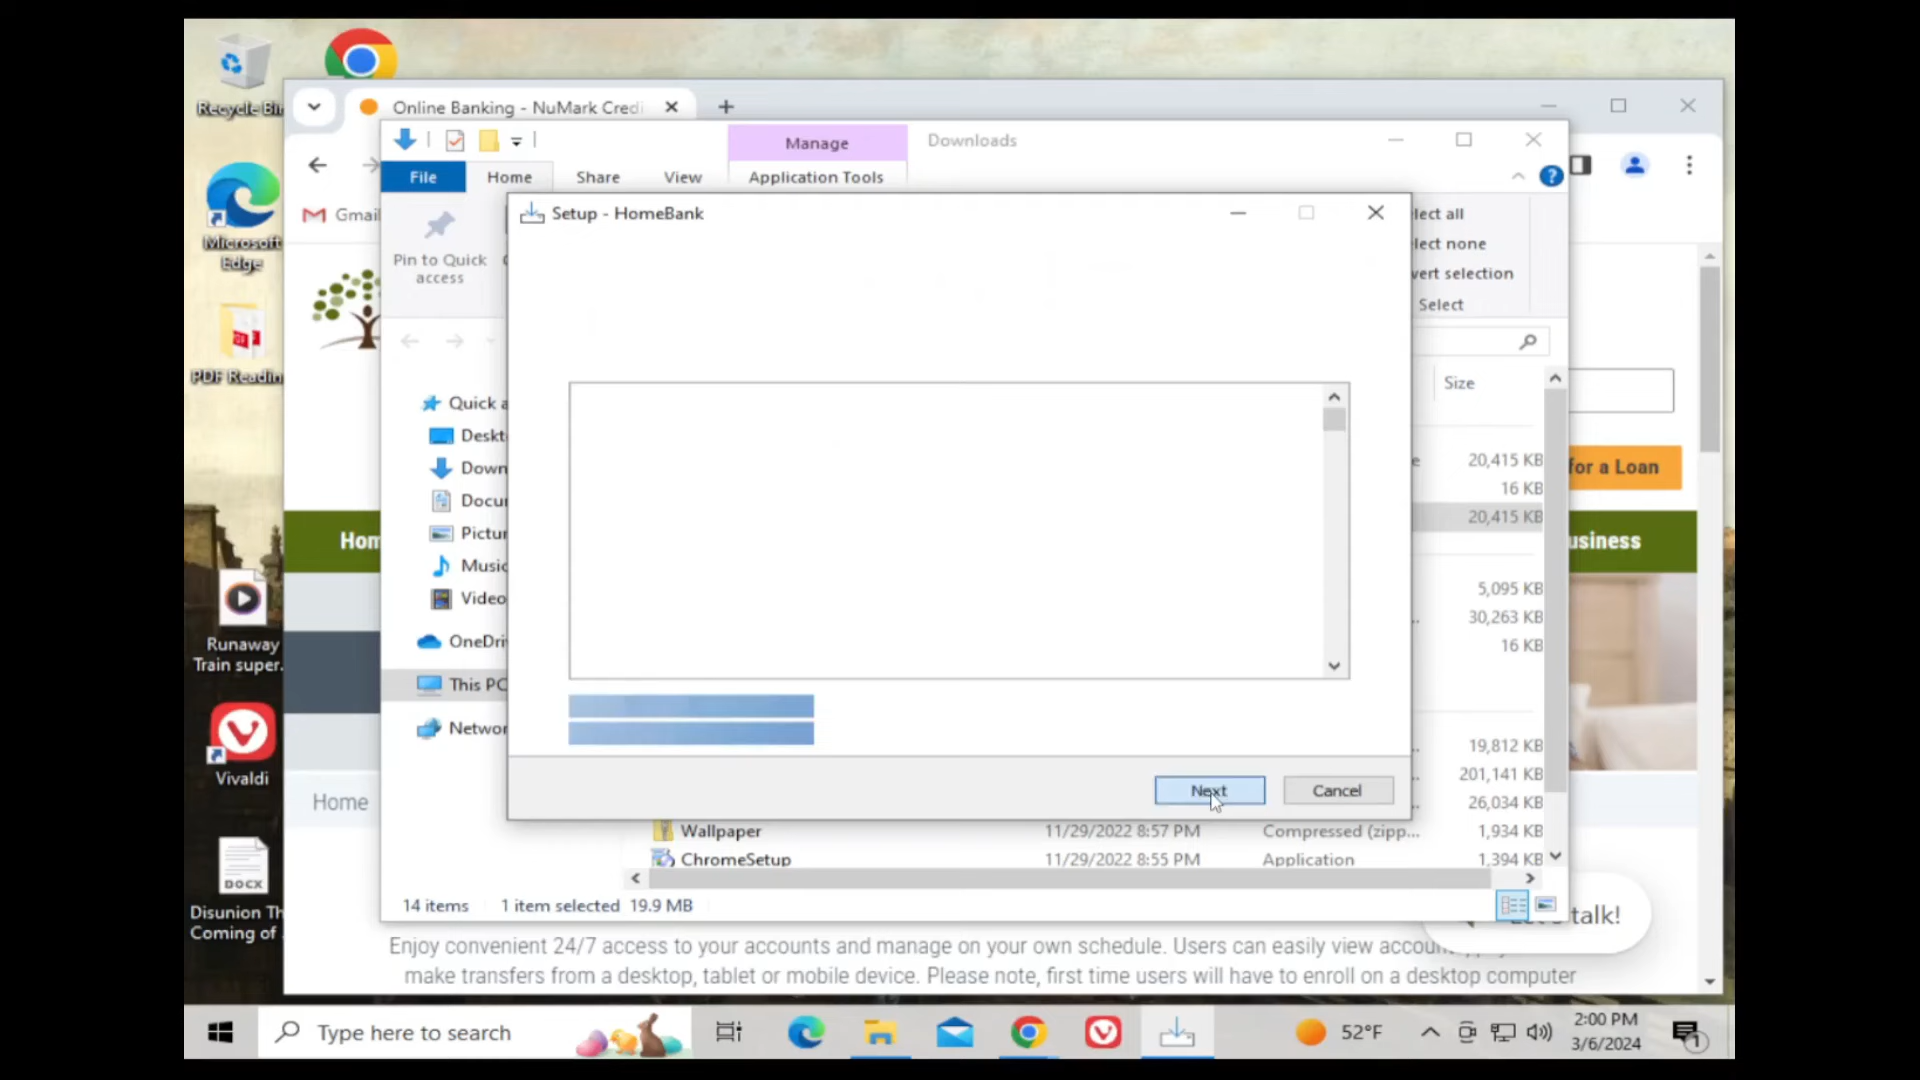 Recycle Bin
Online Banking - NuMark Credi
Manage
Downloads
File
Home
Share
View
Application Tools
Gmail
Setup - HomeBank
lect all
lect none
vert selection
Select
Pin to Quick
access
Microsoft
Edge
PDF Readin
Quick a
Size
Deskt
Down
Docu
Pictur
Music
Video
OneDri
This PC
Networ
e
20,415 KB
16 KB
20,415 KB
for a Loan
Hom
usiness
5,095 KB
30,263 KB
16 KB
Runaway
Train super.
Vivaldi
Home
19,812 KB
201,141 KB
26,034 KB
Next
Cancel
Wallpaper
11/29/2022 8:57 PM
Compressed (zipp...
1,934 KB
ChromeSetup
11/29/2022 8:55 PM
Application
1,394 KB
DOCX
Disunion Th
Coming of .
14 items
1 item selected 19.9 MB
talk!
Enjoy convenient 24/7 access to your accounts and manage on your own schedule. Users can easily view accoun
make transfers from a desktop, tablet or mobile device. Please note, first time users will have to enroll on a desktop computer
Type here to search
52°F
2:00 PM
3/6/2024
1